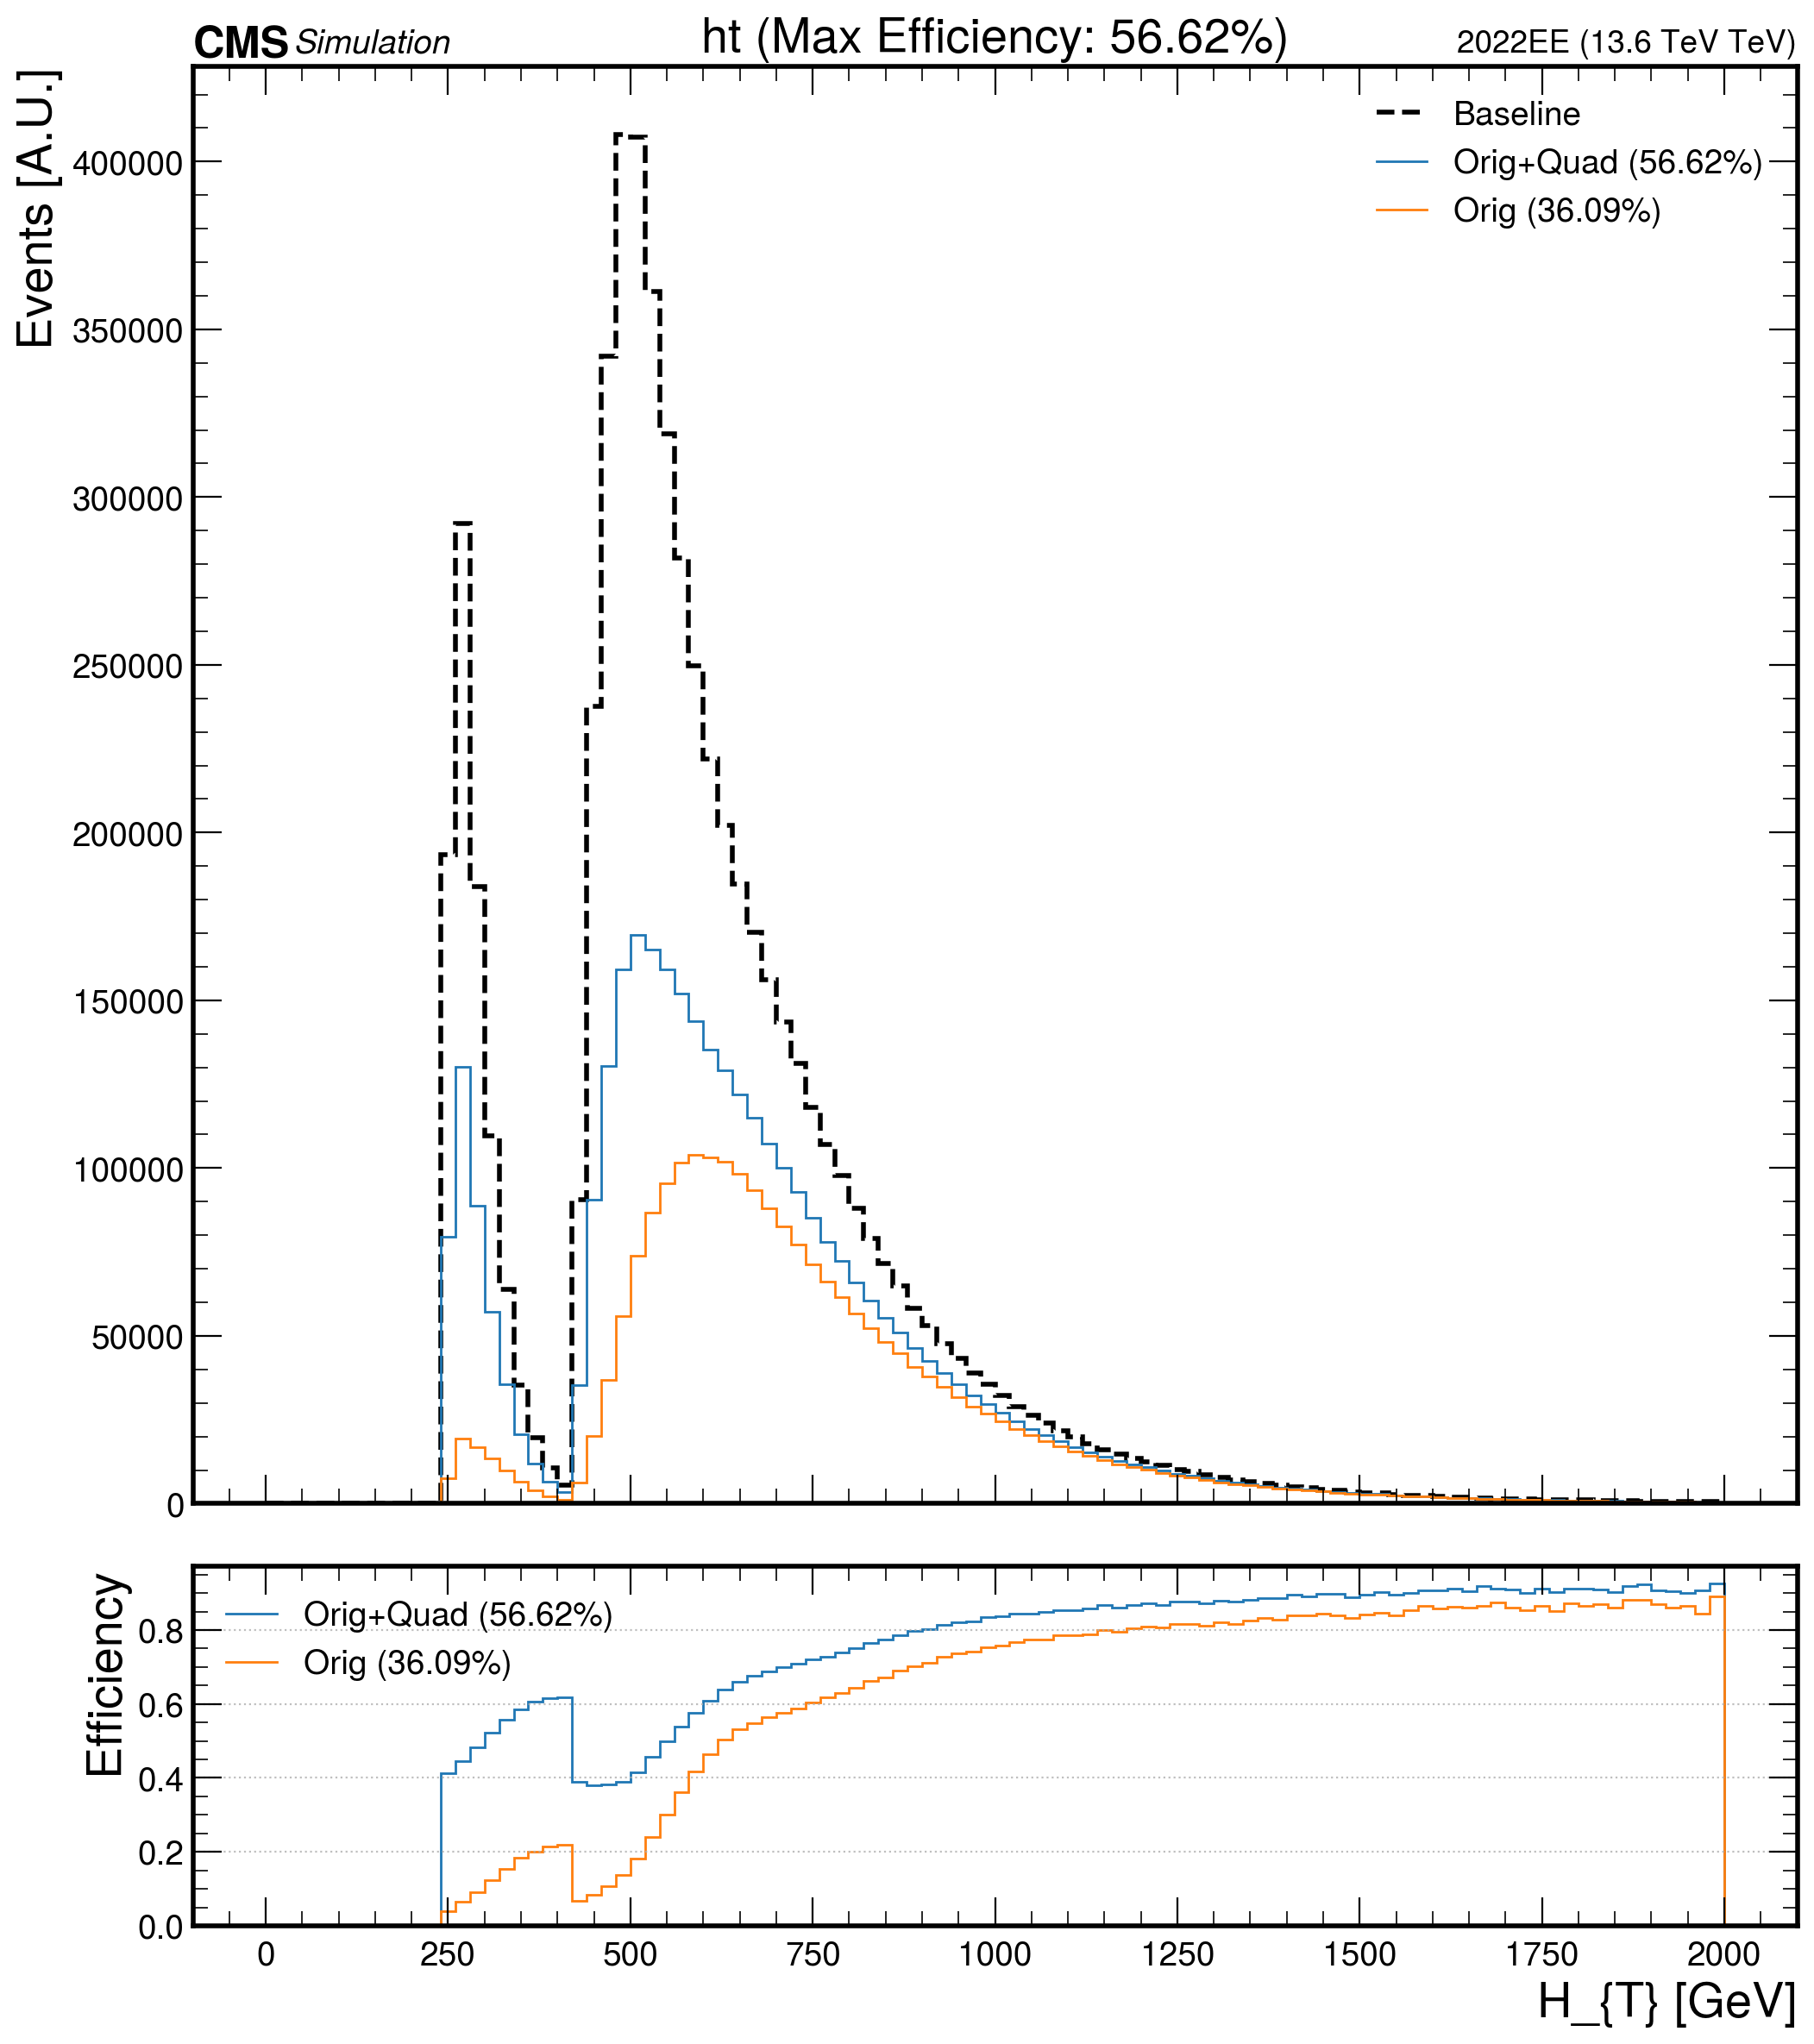 CMS Simulation ht (Max Efficiency: 56.62%) 2022EE (13.6 TeV TeV)
Events [A.U.]
Baseline
Orig+Quad (56.62%)
Orig (36.09%)
400000
350000
300000
250000
200000
150000
100000
50000
0
Efficiency
Orig+Quad (56.62%)
Orig (36.09%)
0.8
0.6
0.4
0.2
0.0
0 250 500 750 1000 1250 1500 1750 2000
H_{T} [GeV]